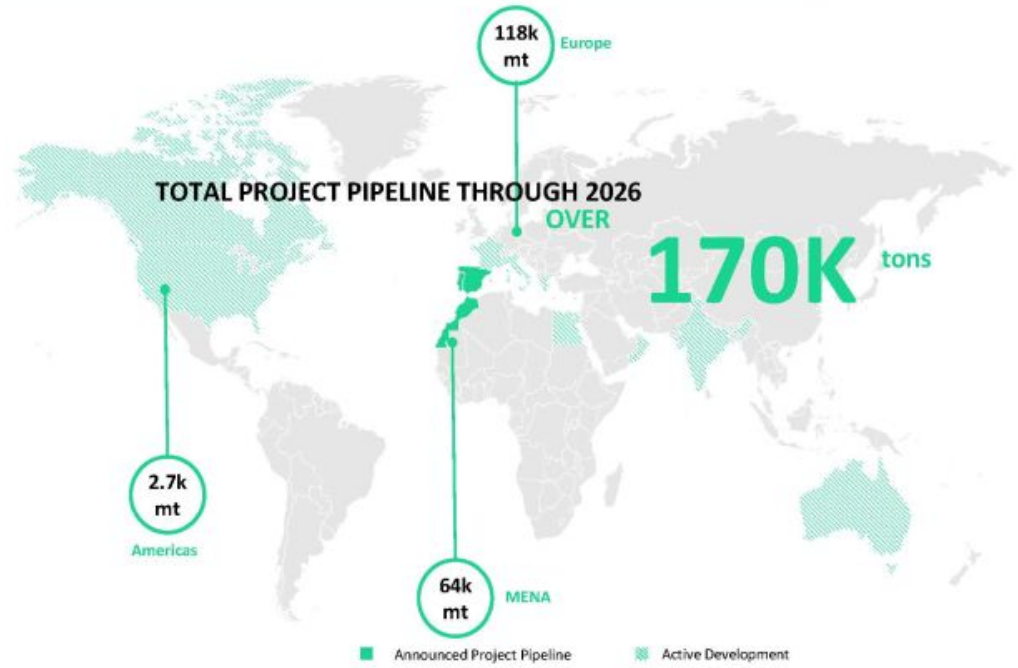 118k
mt
Europe
TOTAL PROJECT PIPELINE THROUGH 2026
OVER
170K
tons
2.7k
mt
Americas
64k
mt
MENA
Announced Project Pipeline
Active Development